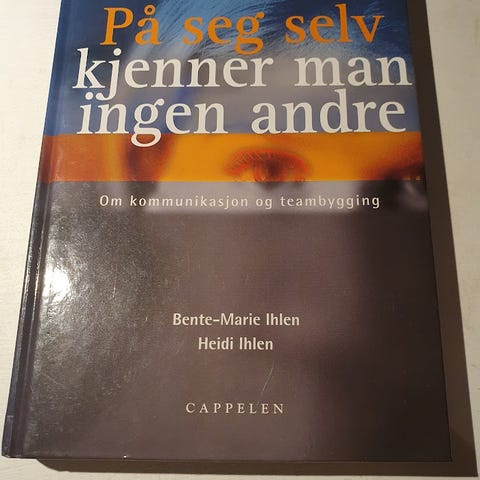 På seg selv
kjenner man
ingen andre
Om kommunikasjon og teambygging
Bente-Marie Ihlen
Heidi Ihlen
CAPPELEN